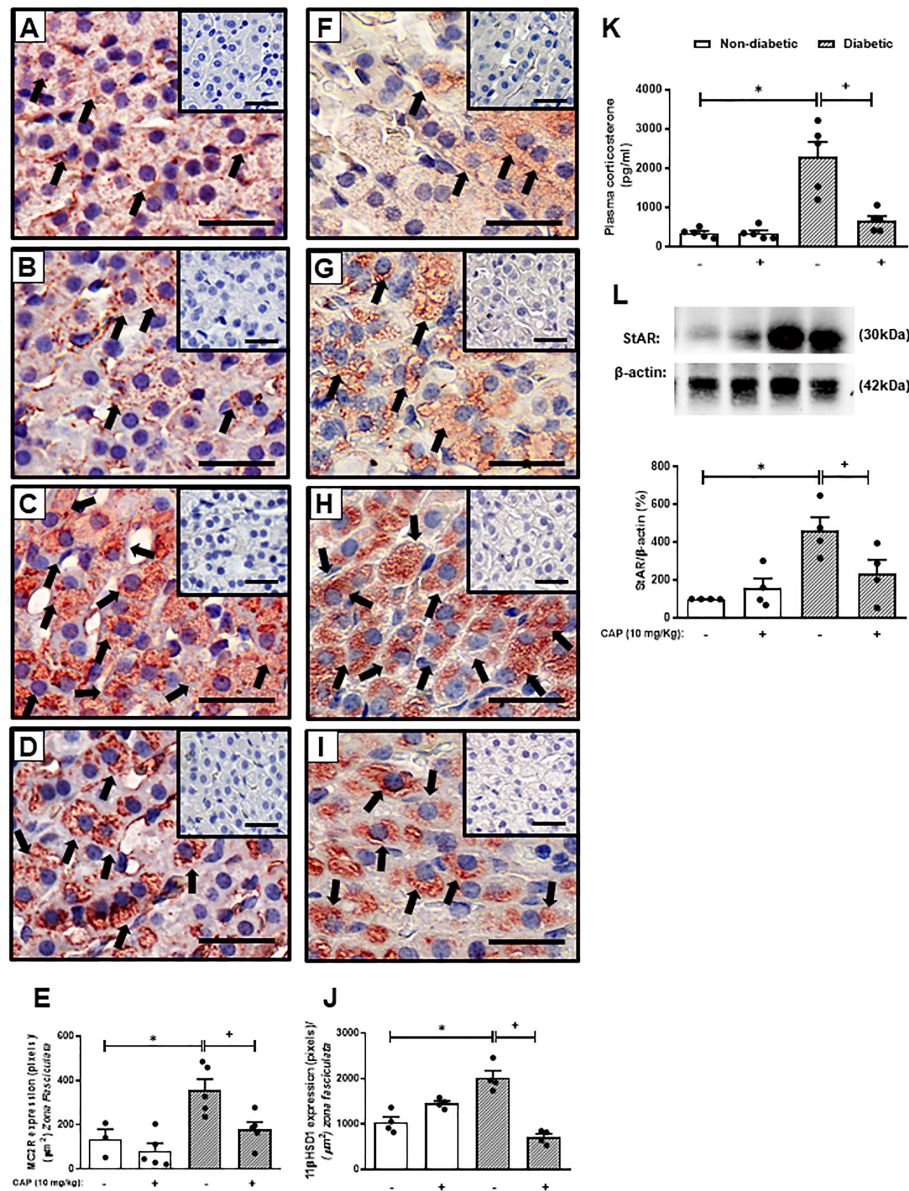 A
F
K
Non-diabetic
Diabetic
*
+
4000
3000
2000
1000
0
Plasma corticosterone
(pg/ml)
- + - +
B
G
L
StAR:
(30kDa)
β-actin:
(42kDa)
C
H
*
+
800
600
400
200
0
StAR/β-actin (%)
CAP (10 mg/Kg): - + - +
D
I
E
*
+
600
400
200
0
MC2R expression (pixels)/
(µm²) Zona Fasciculata
CAP (10 mg/kg): - + - +
J
*
+
3000
2000
1000
0
11βHSD1 expression (pixels)/
(µm²) zona fasciculata
- + - +